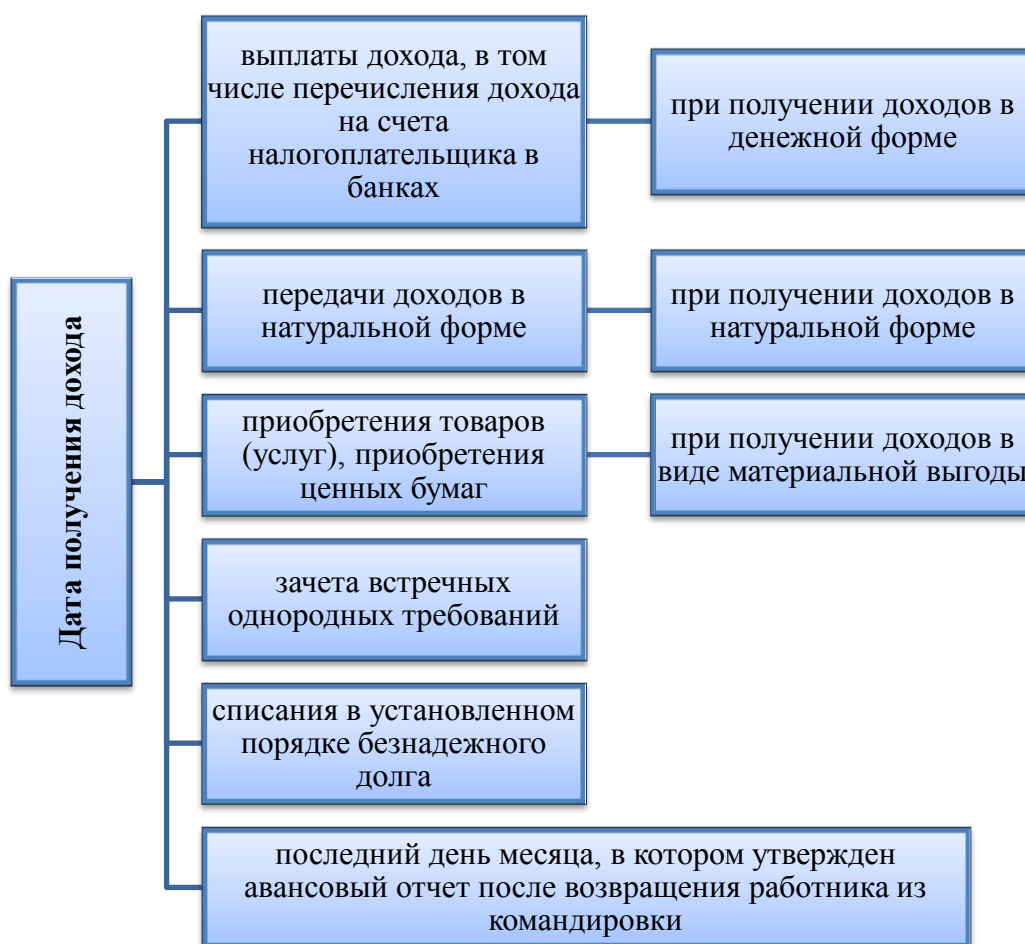 Дата получения дохода
выплаты дохода, в том
числе перечисления дохода
на счета
налогоплательщика в
банках
при получении доходов в
денежной форме
передачи доходов в
натуральной форме
при получении доходов в
натуральной форме
приобретения товаров
(услуг), приобретения
ценных бумаг
при получении доходов в
виде материальной выгоды
зачета встречных
однородных требований
списания в установленном
порядке безнадежного
долга
последний день месяца, в котором утвержден
авансовый отчет после возвращения работника из
командировки